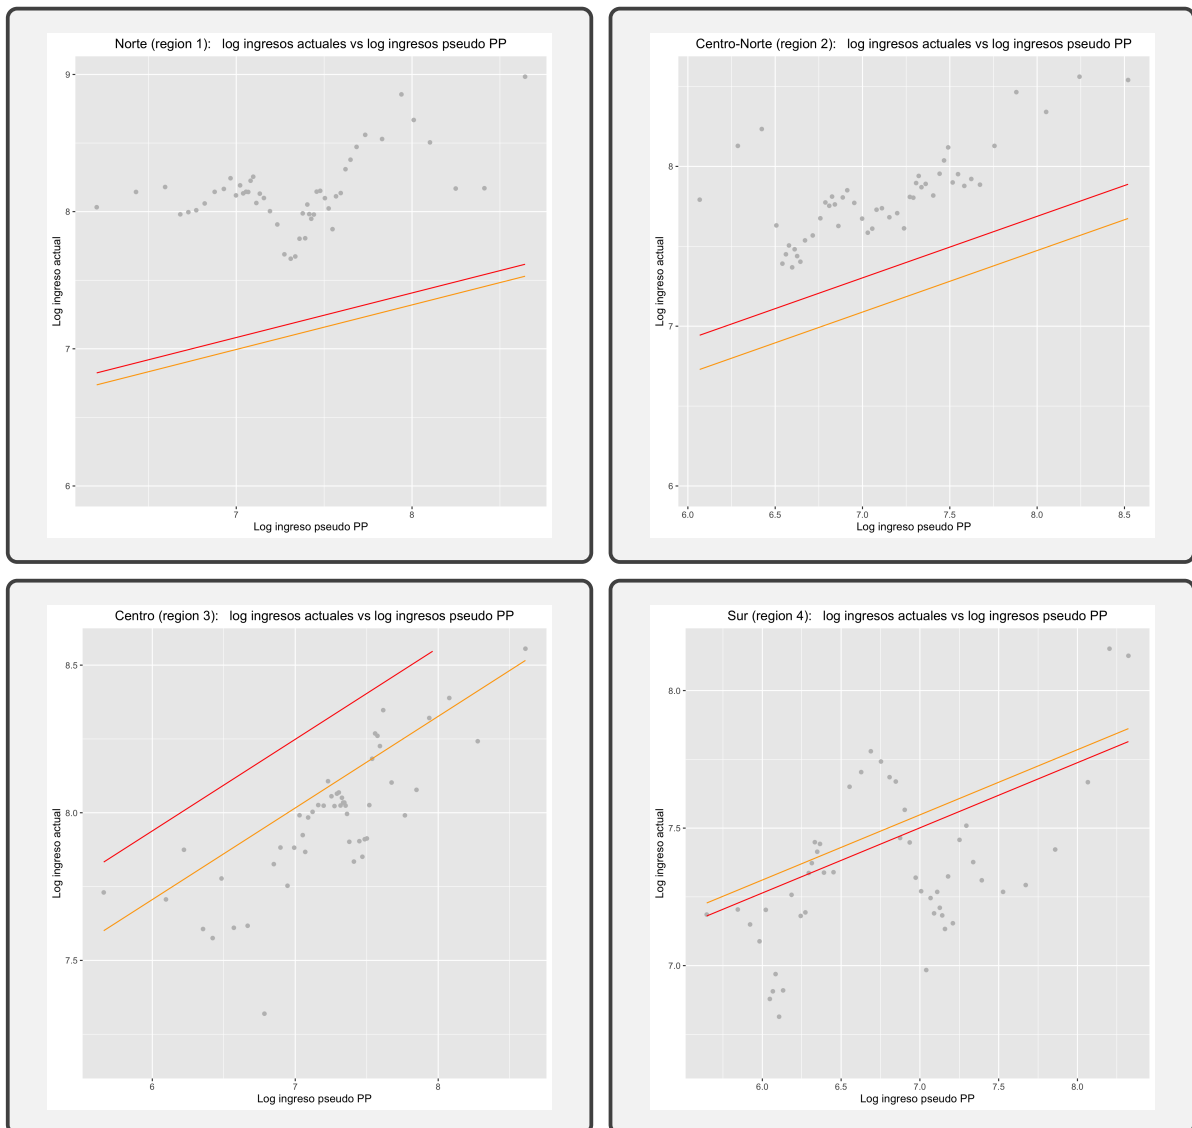 Norte (region 1): log ingresos actuales vs log ingresos pseudo PP
9
8
7
6
Log ingreso actual
7 8
Log ingreso pseudo PP
Centro-Norte (region 2): log ingresos actuales vs log ingresos pseudo PP
8
7
6
Log ingreso actual
6.0 6.5 7.0 7.5 8.0 8.5
Log ingreso pseudo PP
Centro (region 3): log ingresos actuales vs log ingresos pseudo PP
8.5
8.0
7.5
Log ingreso actual
6 7 8
Log ingreso pseudo PP
Sur (region 4): log ingresos actuales vs log ingresos pseudo PP
8.0
7.5
7.0
Log ingreso actual
6.0 6.5 7.0 7.5 8.0
Log ingreso pseudo PP